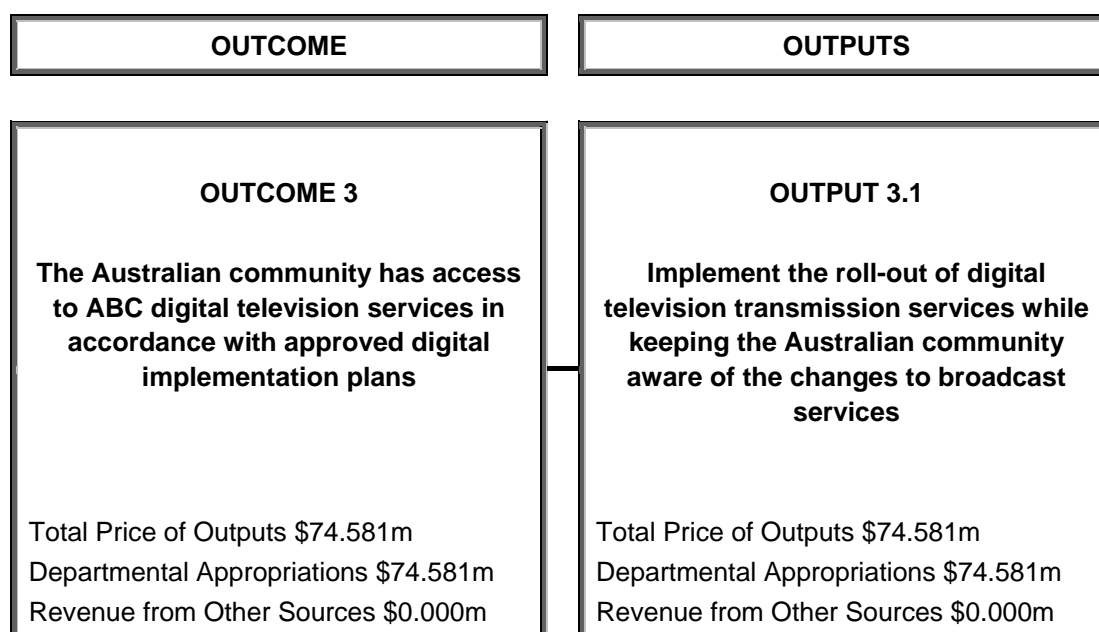 OUTCOME
OUTPUTS
OUTCOME 3
The Australian community has access
to ABC digital television services in
accordance with approved digital
implementation plans
Total Price of Outputs $74.581m
Departmental Appropriations $74.581m
Revenue from Other Sources $0.000m
OUTPUT 3.1
Implement the roll-out of digital
television transmission services while
keeping the Australian community
aware of the changes to broadcast
services
Total Price of Outputs $74.581m
Departmental Appropriations $74.581m
Revenue from Other Sources $0.000m